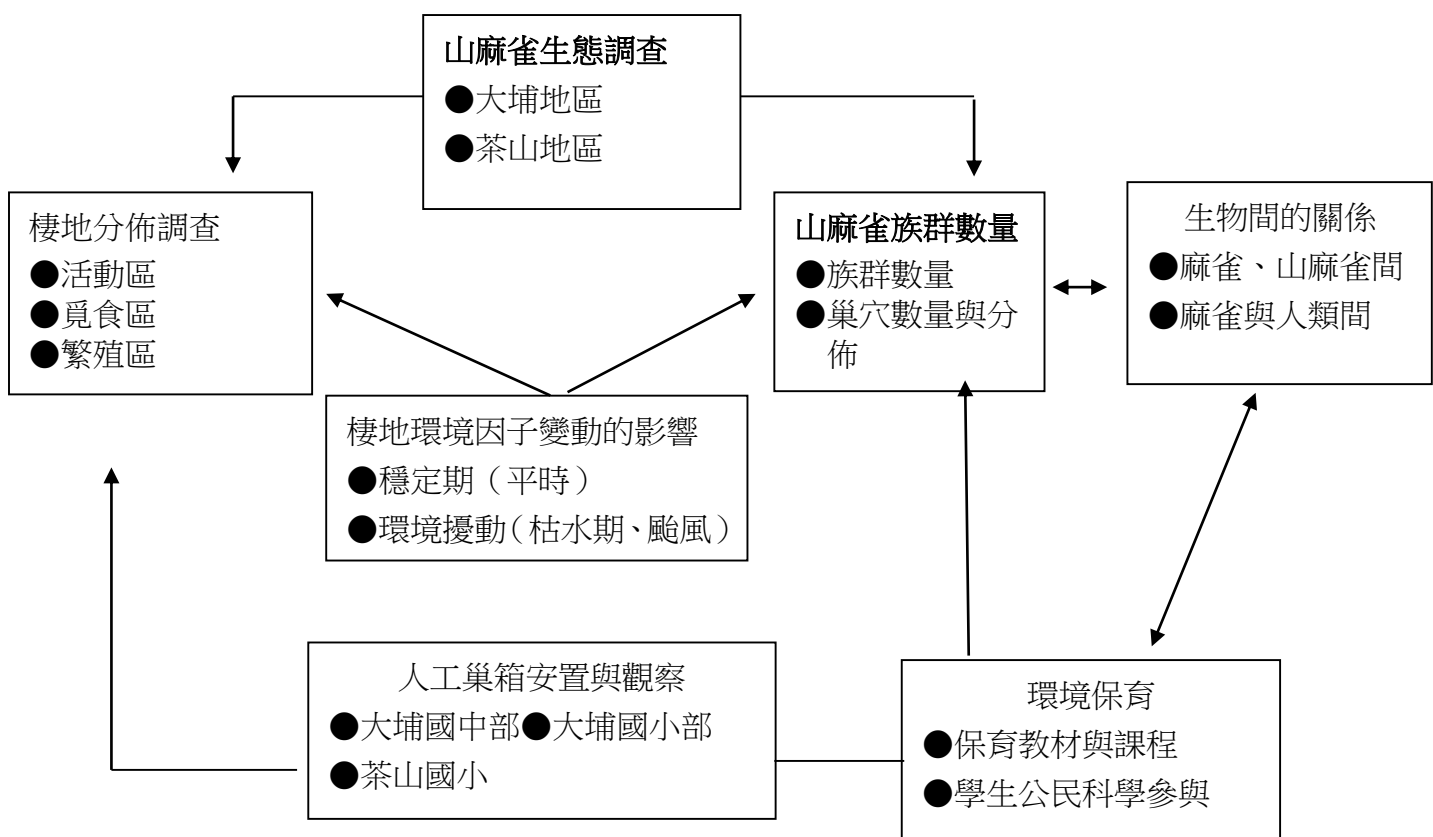 山麻雀生態調查
●大埔地區
●茶山地區
棲地分佈調查
●活動區
●覓食區
●繁殖區
山麻雀族群數量
●族群數量
●巢穴數量與分
佈
生物間的關係
●麻雀、山麻雀間
●麻雀與人類間
棲地環境因子變動的影響
●穩定期（平時）
●環境擾動（枯水期、颱風）
人工巢箱安置與觀察
●大埔國中部●大埔國小部
●茶山國小
環境保育
●保育教材與課程
●學生公民科學參與